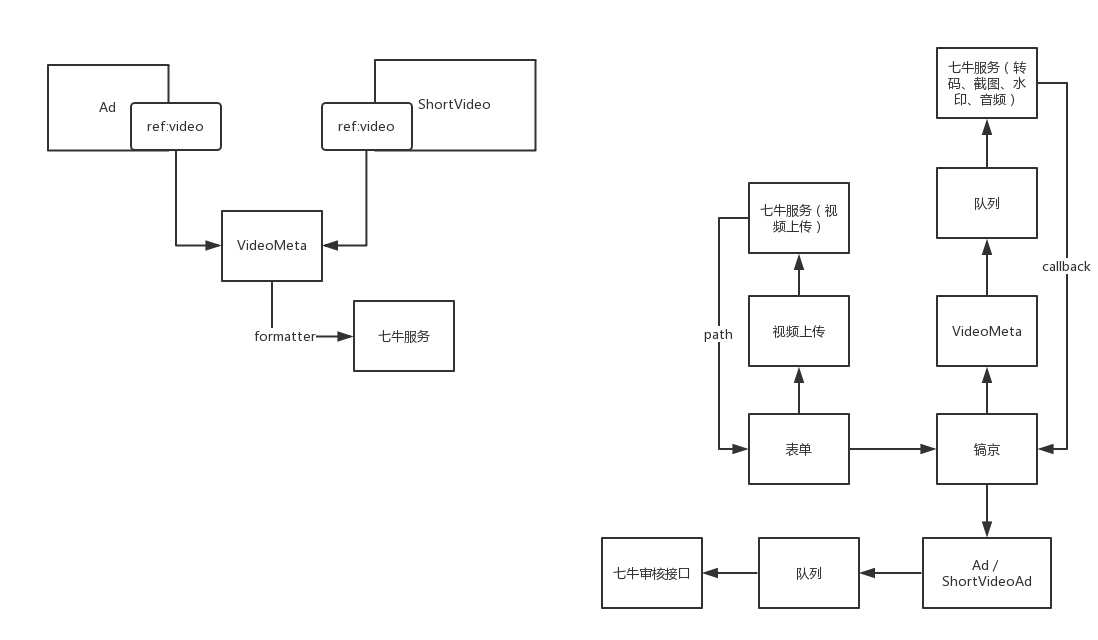 Ad
ref:video
ref:video
ShortVideo
VideoMeta
formatter
七牛服务
七牛服务（转
码、截图、水
印、音频）
队列
callback
七牛服务（视
频上传）
path
视频上传
VideoMeta
表单
镐京
七牛审核接口
队列
Ad /
ShortVideoAd